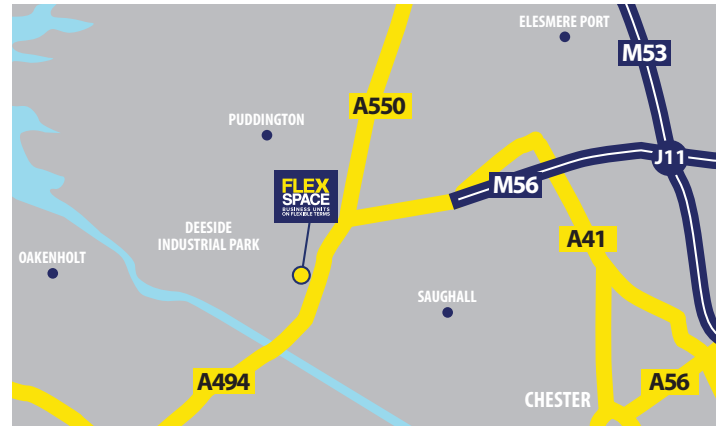 ELESMERE PORT
M53
A550
PUDDINGTON
J11
M56
FLEX
SPACE
BUSINESS UNITS
ON FLEXIBLE TERMS
DEESIDE
INDUSTRIAL PARK
A41
OAKENHOLT
SAUGHALL
A494
A56
CHESTER